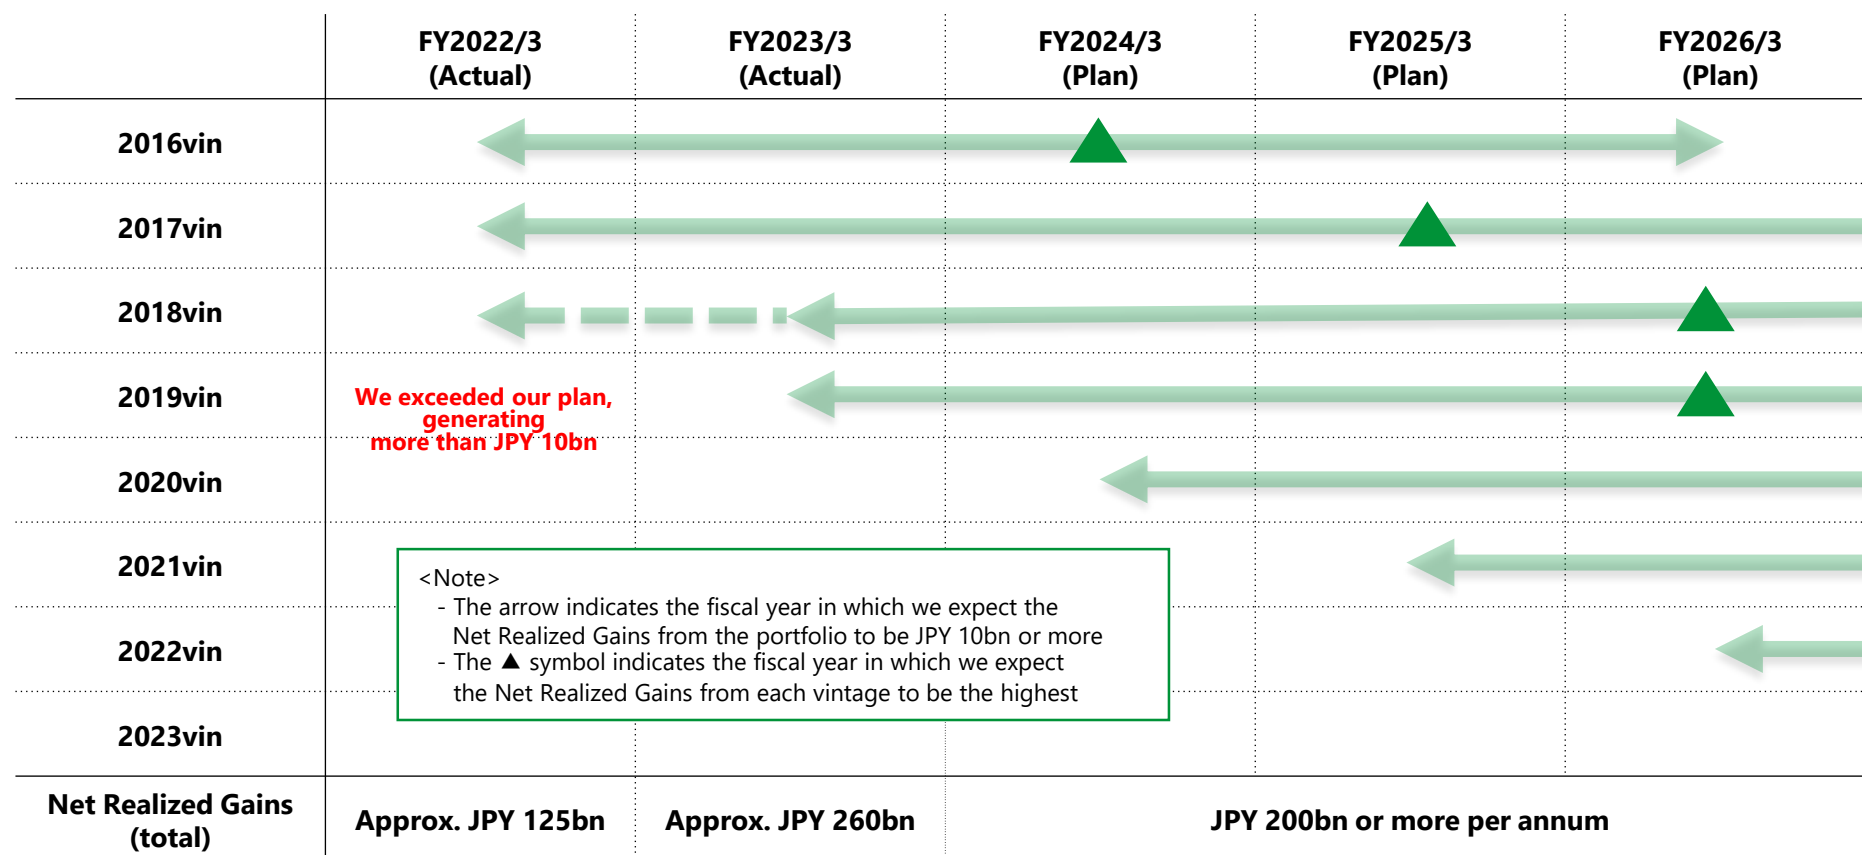 FY2022/3
(Actual)
FY2023/3
(Actual)
FY2024/3
(Plan)
FY2025/3
(Plan)
FY2026/3
(Plan)
2016vin
2017vin
2018vin
2019vin
We exceeded our plan,
generating
more than JPY 10bn
2020vin
2021vin
<Note>
- The arrow indicates the fiscal year in which we expect the
Net Realized Gains from the portfolio to be JPY 10bn or more
- The ▲ symbol indicates the fiscal year in which we expect
the Net Realized Gains from each vintage to be the highest
2022vin
2023vin
Net Realized Gains
(total)
Approx. JPY 125bn
Approx. JPY 260bn
JPY 200bn or more per annum